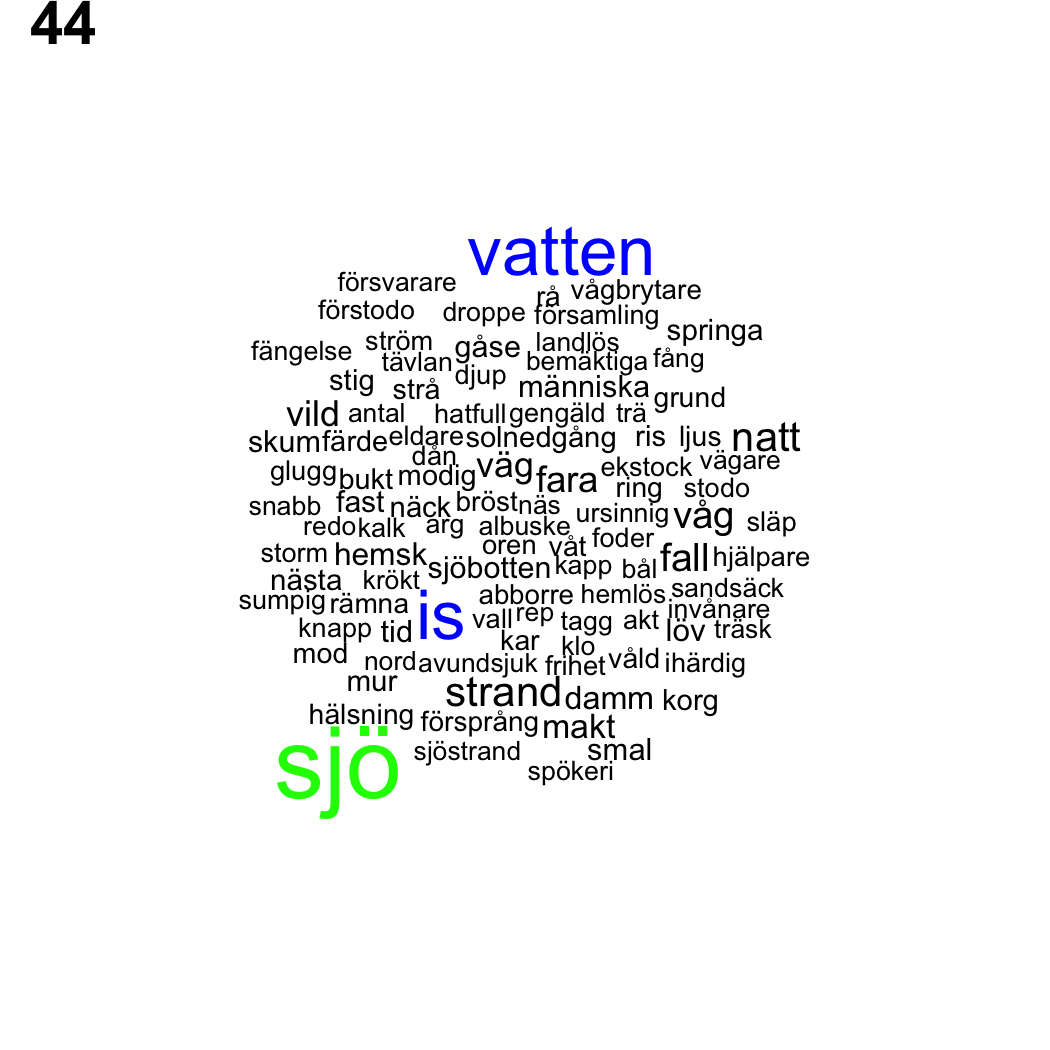 44
vatten
försvarare
rå vågbrytare
förstodo droppe församling
springa
ström gåse landlös
fängelse tävlan bemäktiga fång
stig strå djup människa grund
vild antal hatfull gengäld trä
skumfärde eldare solnedgång ris ljus natt
dån
glugg bukt modig väg fara ekstock vägare
ring stodo
snabb fast näck bröst näs ursinnig våg släp
redo kalk arg albuske foder
storm hemsk oren våt fall hjälpare
sjöbotten kapp bål
nästa krökt abborre hemlös sandsäck
sumpig rämna is vall rep tagg akt invånare
knapp tid kar klo löv träsk
mod nord avundsjuk frihet våld ihärdig
mur strand damm korg
hälsning försprång makt
sjö sjöstrand smal
spökeri